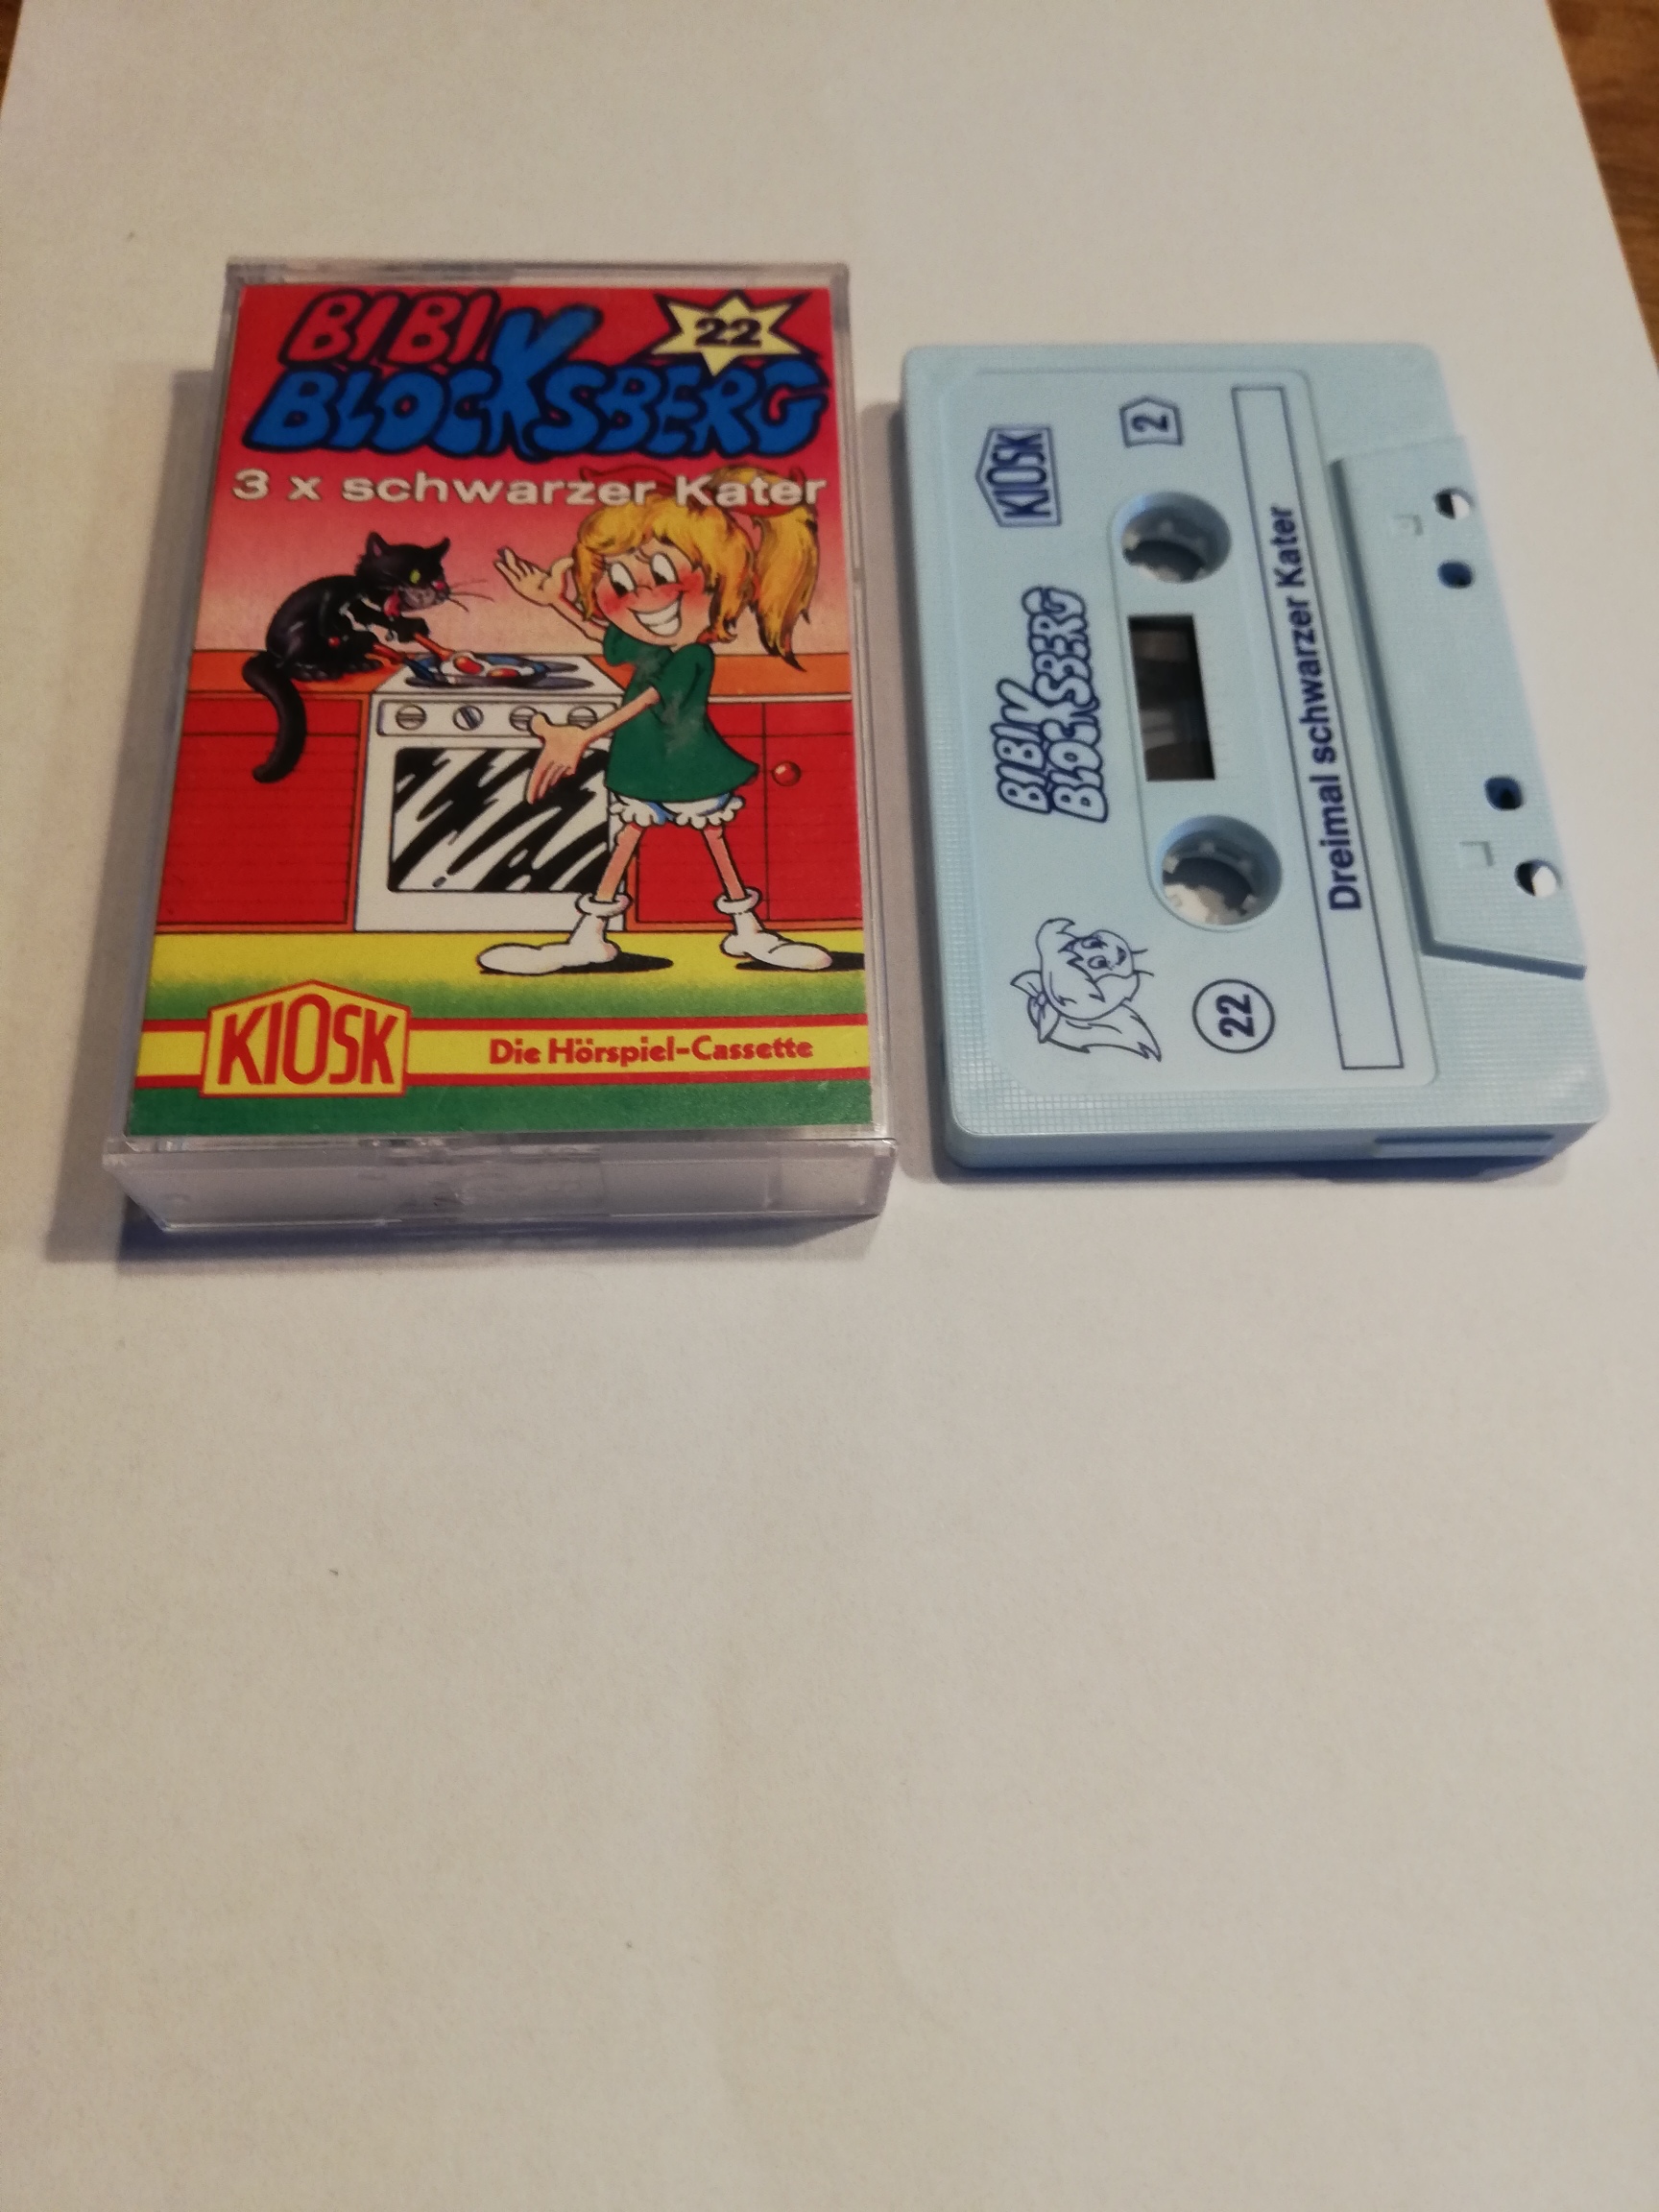 BIBI
BLOCKSBERG
22
3 x schwarzer Kater
KIOSK
Die Hörspiel-Cassette
KIOSK
2
BIBI
BLOCKSBERG
Dreimal schwarzer Kater
22